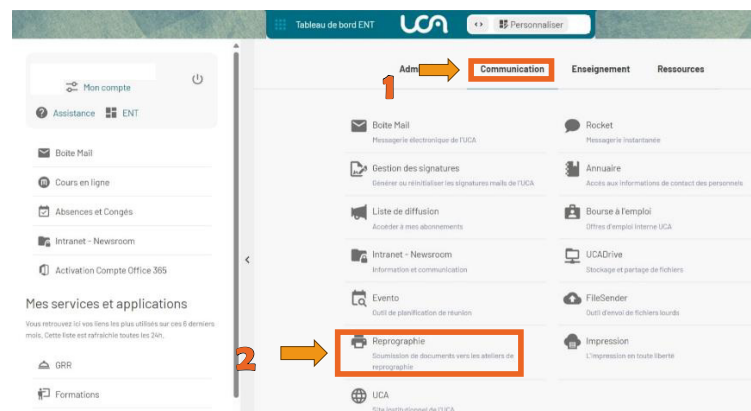 Tableau de bord ENT
UCA
Personnaliser
Mon compte
Assistance
ENT
Boîte Mail
Cours en ligne
Absences et Congés
Intranet - Newsroom
Activation Compte Office 365
Mes services et applications
Vous retrouvez ici vos liens les plus utilisés sur ces 6 derniers
mois. Cette liste est rafraichie toutes les 24h.
GRR
Formations
1
Adm
Communication
Enseignement
Ressources
Boîte Mail
Messagerie électronique de l'UCA
Rocket
Messagerie Instantanée
Gestion des signatures
Générer ou réinitialiser les signatures mails de l'UCA
Annuaire
Accès aux informations de contact des personnels
Liste de diffusion
Accéder à mes abonnements
Bourse à l'emploi
Offres d'emploi interne UCA
Intranet - Newsroom
Information et communication
UCADrive
Stockage et partage de fichiers
Evento
Outil de planification de réunion
FileSender
Outil d'envoi de fichiers lourds
2
Reprographie
Soumission de documents vers les ateliers de
reprographie
Impression
L'impression en toute liberté
UCA
Site institutionnel de l'UCA